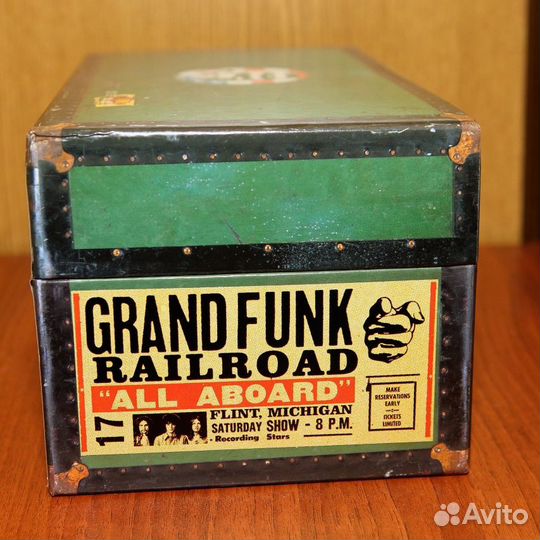 GRAND FUNK
RAILROAD
"ALL ABOARD"
17
FLINT, MICHIGAN
SATURDAY SHOW - 8 P.M.
- Recording Stars
MAKE
RESERVATIONS
EARLY
TICKETS
LIMITED
Avito